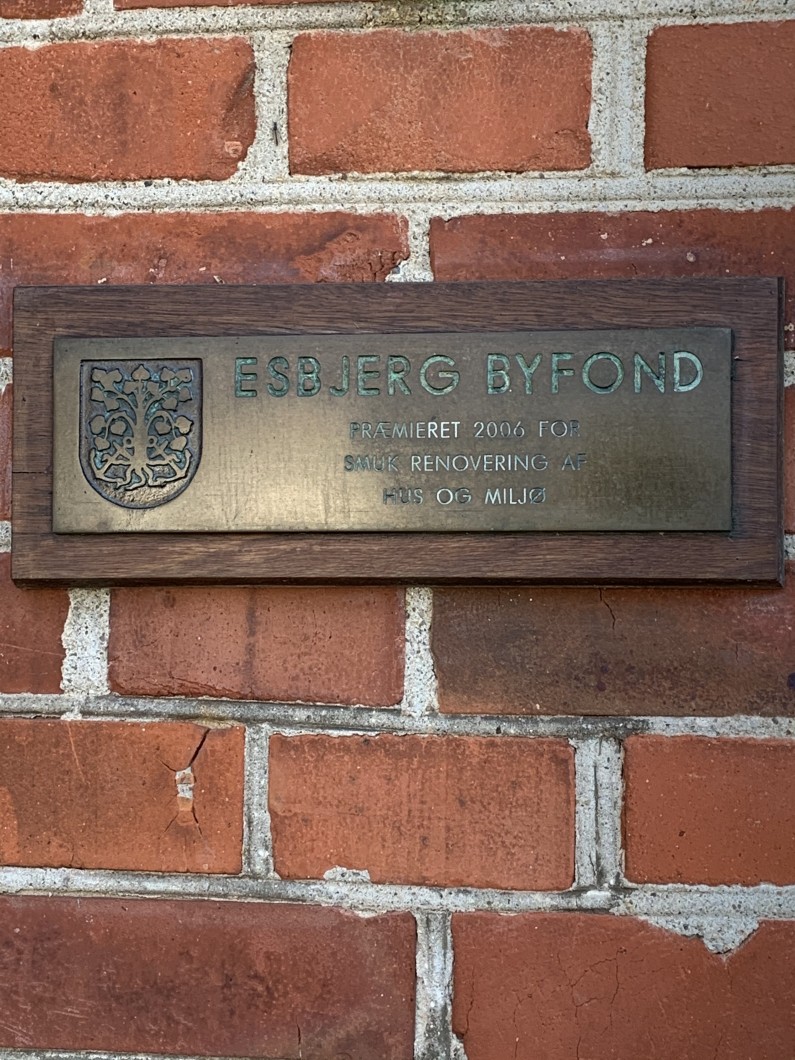 ESBJERG BYFOND
PRÆMIERET 2006 FOR
SMUK RENOVERING AF
HUS OG MILJØ